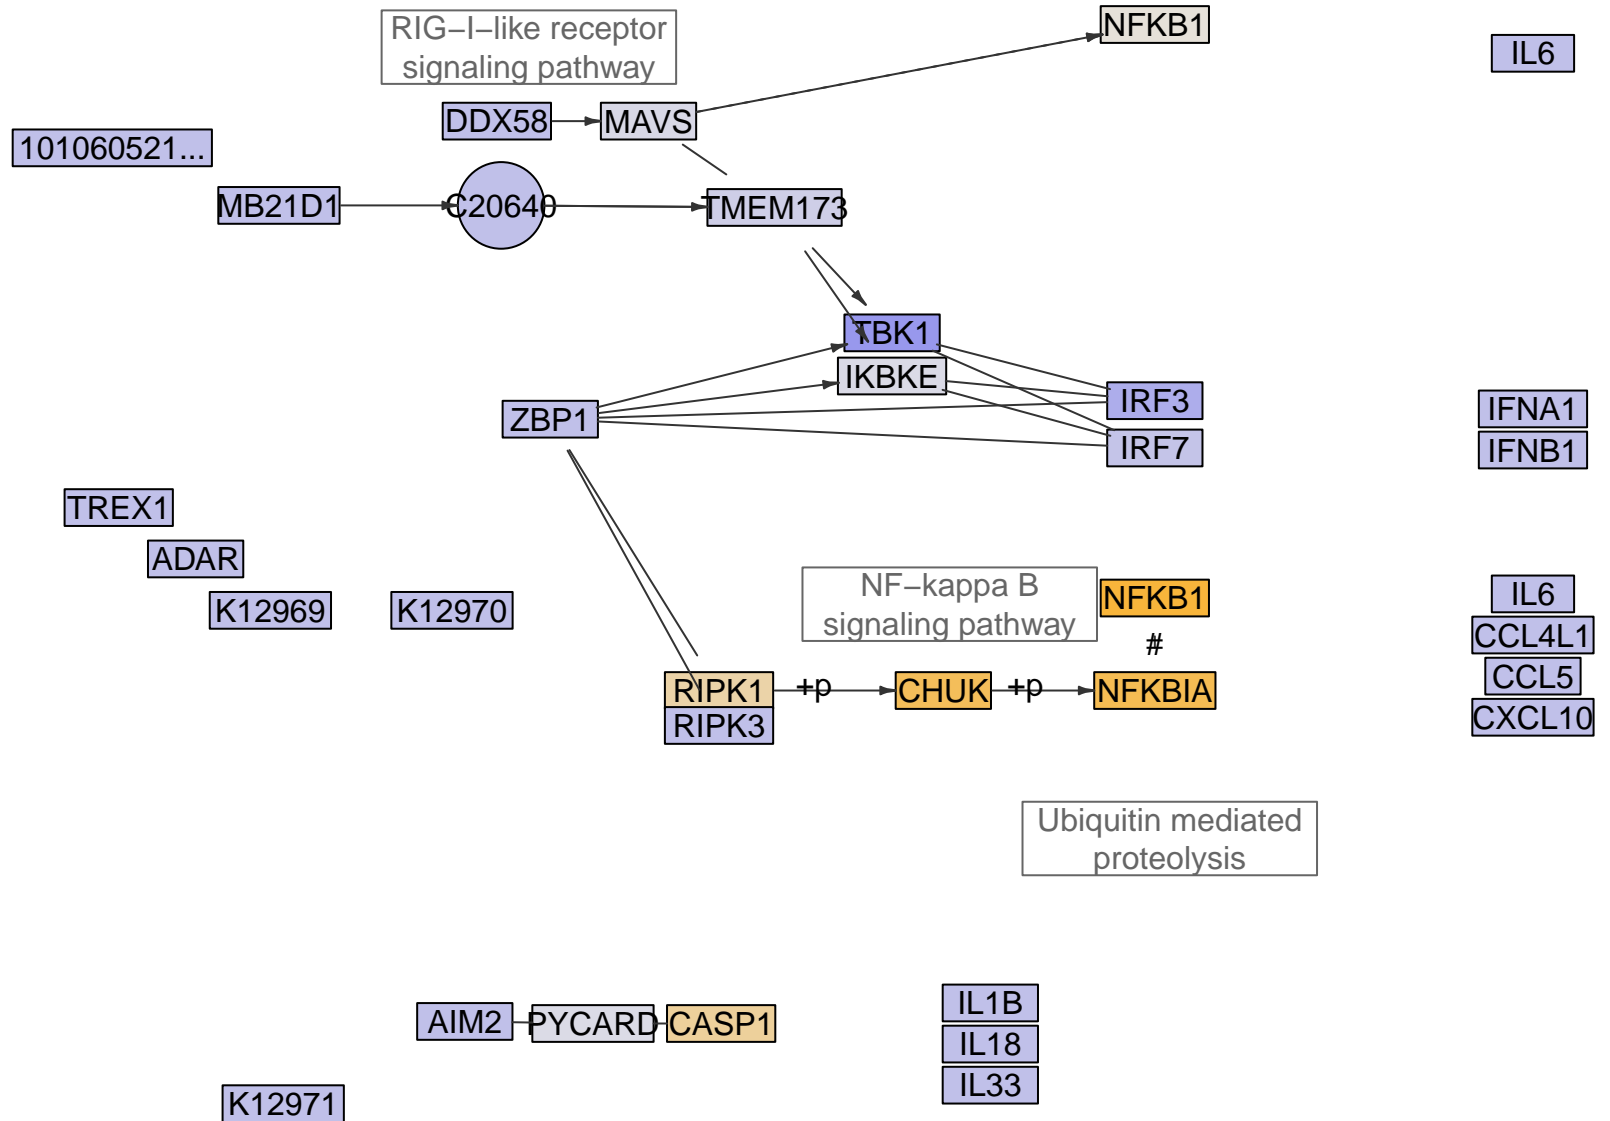 RIG−I−like receptor
signaling pathway
NFKB1
IL6
DDX58
MAVS
101060521...
MB21D1
C20640
TMEM173
TBK1
IKBKE
ZBP1
IRF3
IRF7
IFNA1
IFNB1
TREX1
ADAR
K12969
K12970
NF−kappa B
signaling pathway
NFKB1
#
IL6
CCL4L1
CCL5
CXCL10
RIPK1
+p
CHUK
+p
NFKBIA
RIPK3
Ubiquitin mediated
proteolysis
AIM2
PYCARD
CASP1
IL1B
IL18
IL33
K12971